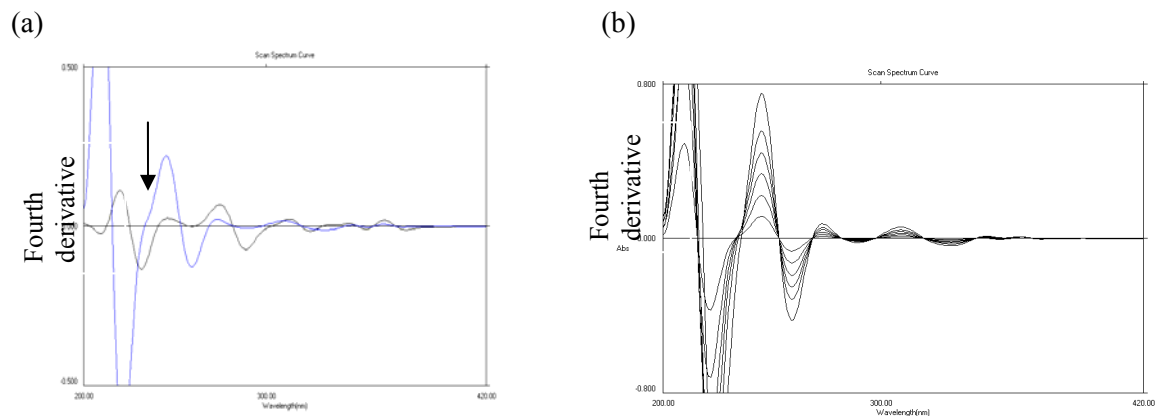 (a)
Scan Spectrum Curve
0.500
Fourth
derivative
-0.500
200.00
300.00
420.00
Wavelength(nm)
(b)
Scan Spectrum Curve
0.800
Fourth
derivative
0.000
Abs
-0.800
200.00
300.00
420.00
Wavelength(nm)